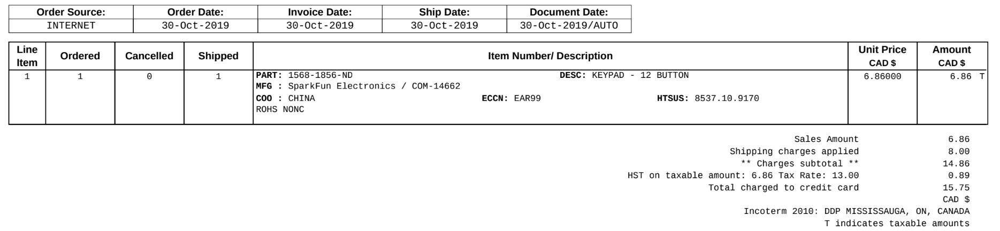 Order Source: Order Date: Invoice Date: Ship Date: Document Date:
INTERNET 30-Oct-2019 30-Oct-2019 30-Oct-2019 30-Oct-2019/AUTO
Line Item Ordered Cancelled Shipped Item Number/ Description Unit Price CAD $ Amount CAD $
1 1 0 1 PART: 1568-1856-ND DESC: KEYPAD - 12 BUTTON 6.86000 6.86 T
MFG : SparkFun Electronics / COM-14662
COO : CHINA ECCN: EAR99 HTSUS: 8537.10.9170
ROHS NONC
Sales Amount 6.86
Shipping charges applied 8.00
** Charges subtotal ** 14.86
HST on taxable amount: 6.86 Tax Rate: 13.00 0.89
Total charged to credit card 15.75
CAD $
Incoterm 2010: DDP MISSISSAUGA, ON, CANADA
T indicates taxable amounts